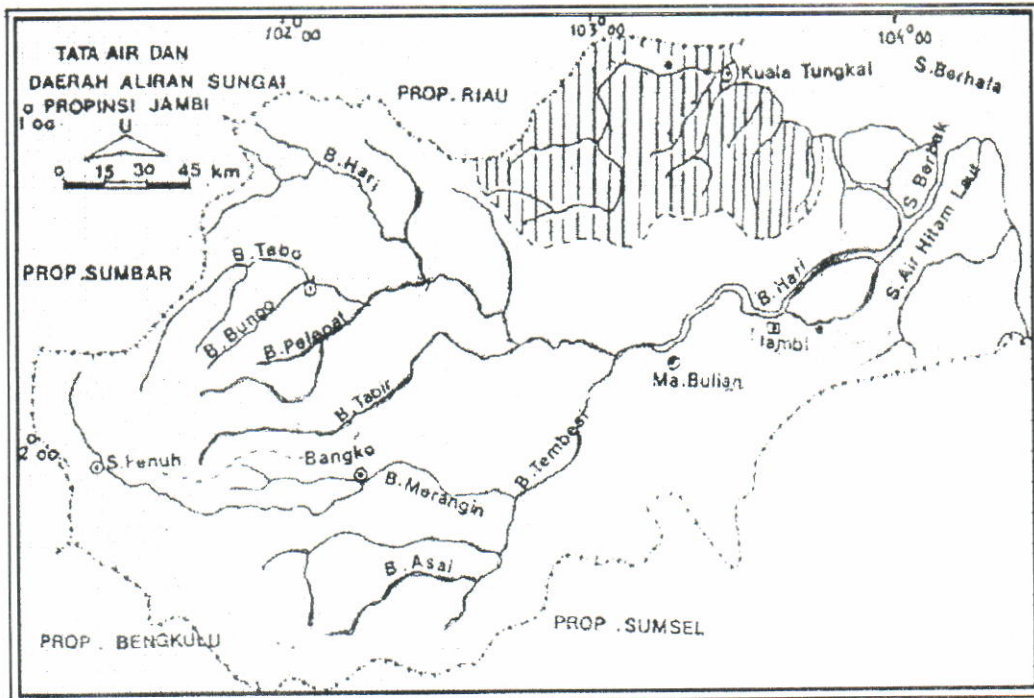 102°00
103°00
104°00
TATA AIR DAN
DAERAH ALIRAN SUNGAI
PROPINSI JAMBI
1°00
U
0 15 30 45 km
PROP. RIAU
Kuala Tungkal
S. Berhala
B. Hari
S. Berbak
S. Air Hitam Laut
PROP. SUMBAR
B. Tebo
B. Bungo
B. Pelepat
B. Hari
Jambi
Ma. Bulian
B. Tabir
2°00
S. Penuh
Bangko
B. Merangin
B. Tembesi
B. Asai
PROP. BENGKULU
PROP. SUMSEL